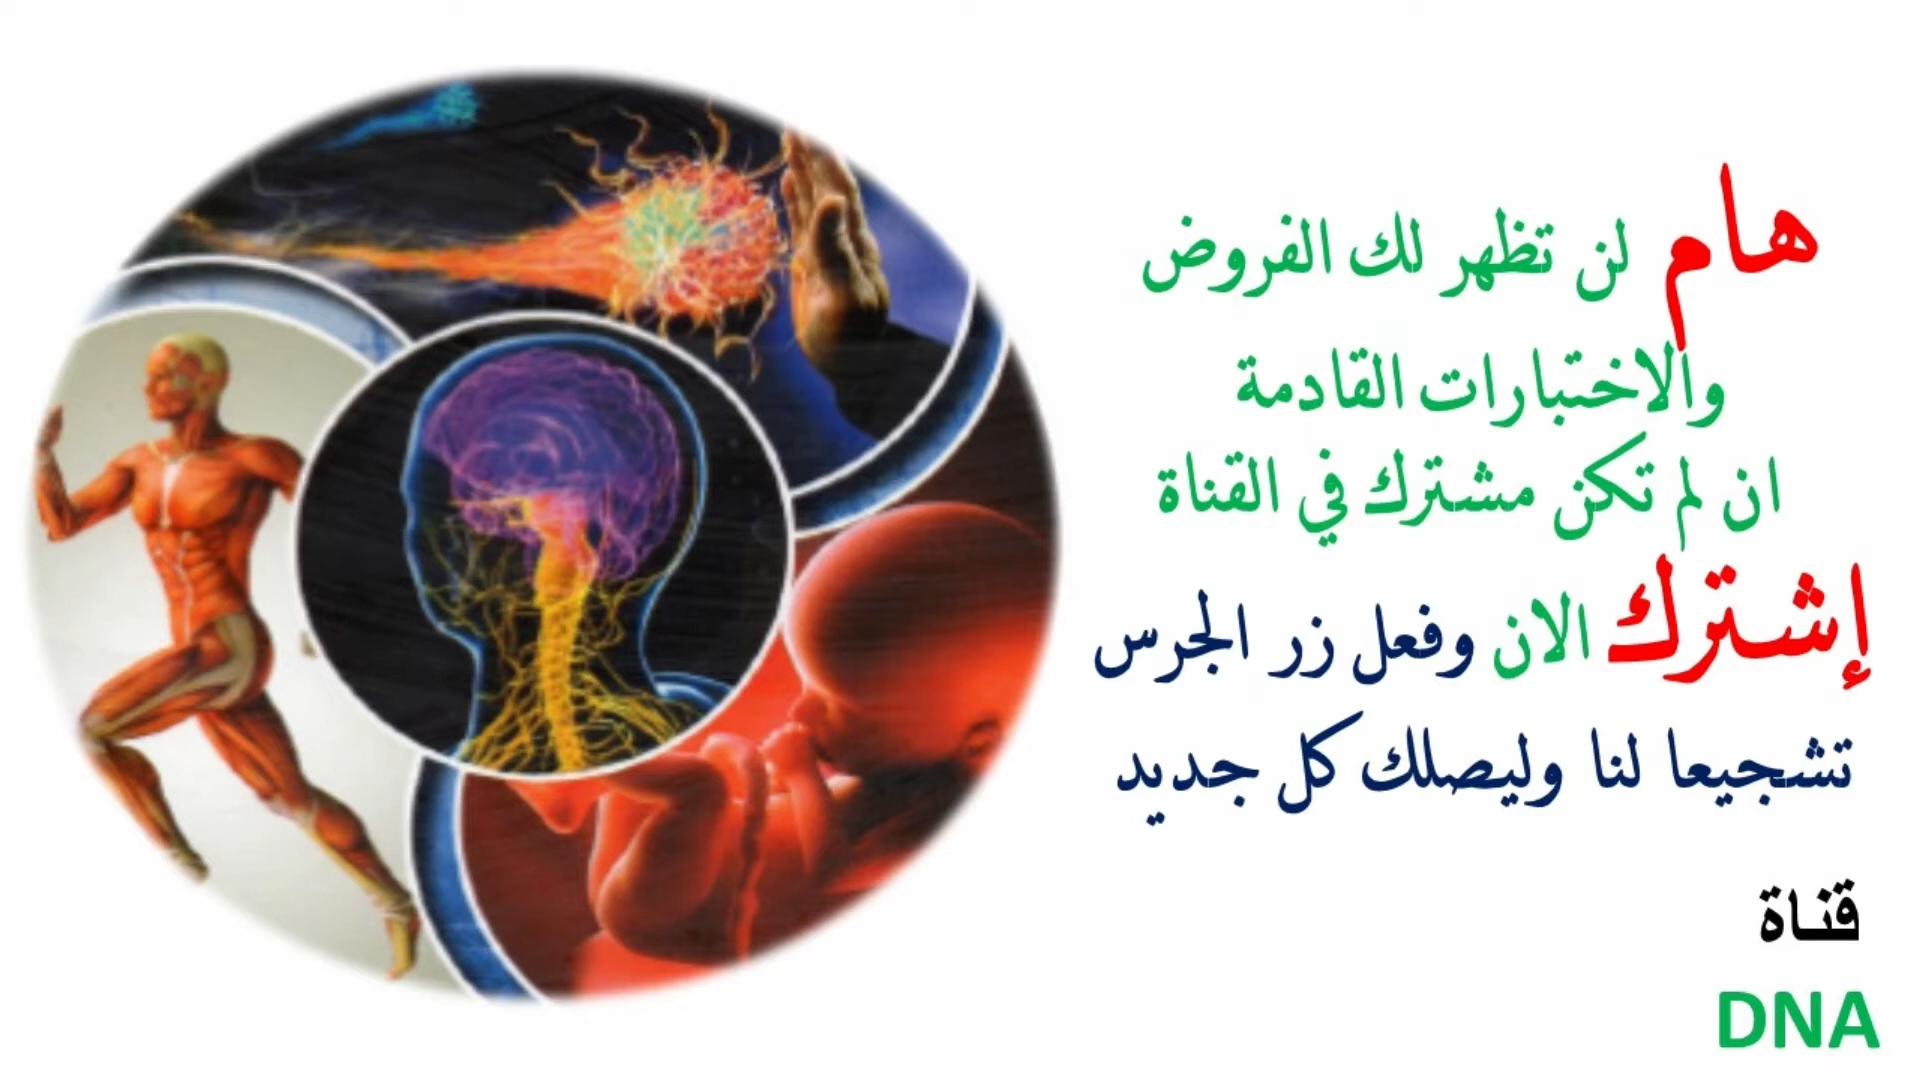 هام لن تظهر لك الفروض
والاختبارات القادمة
ان لم تكن مشترك في القناة
إشترك الان وفعل زر الجرس
تشجيعا لنا وليصلك كل جديد
قناة
DNA